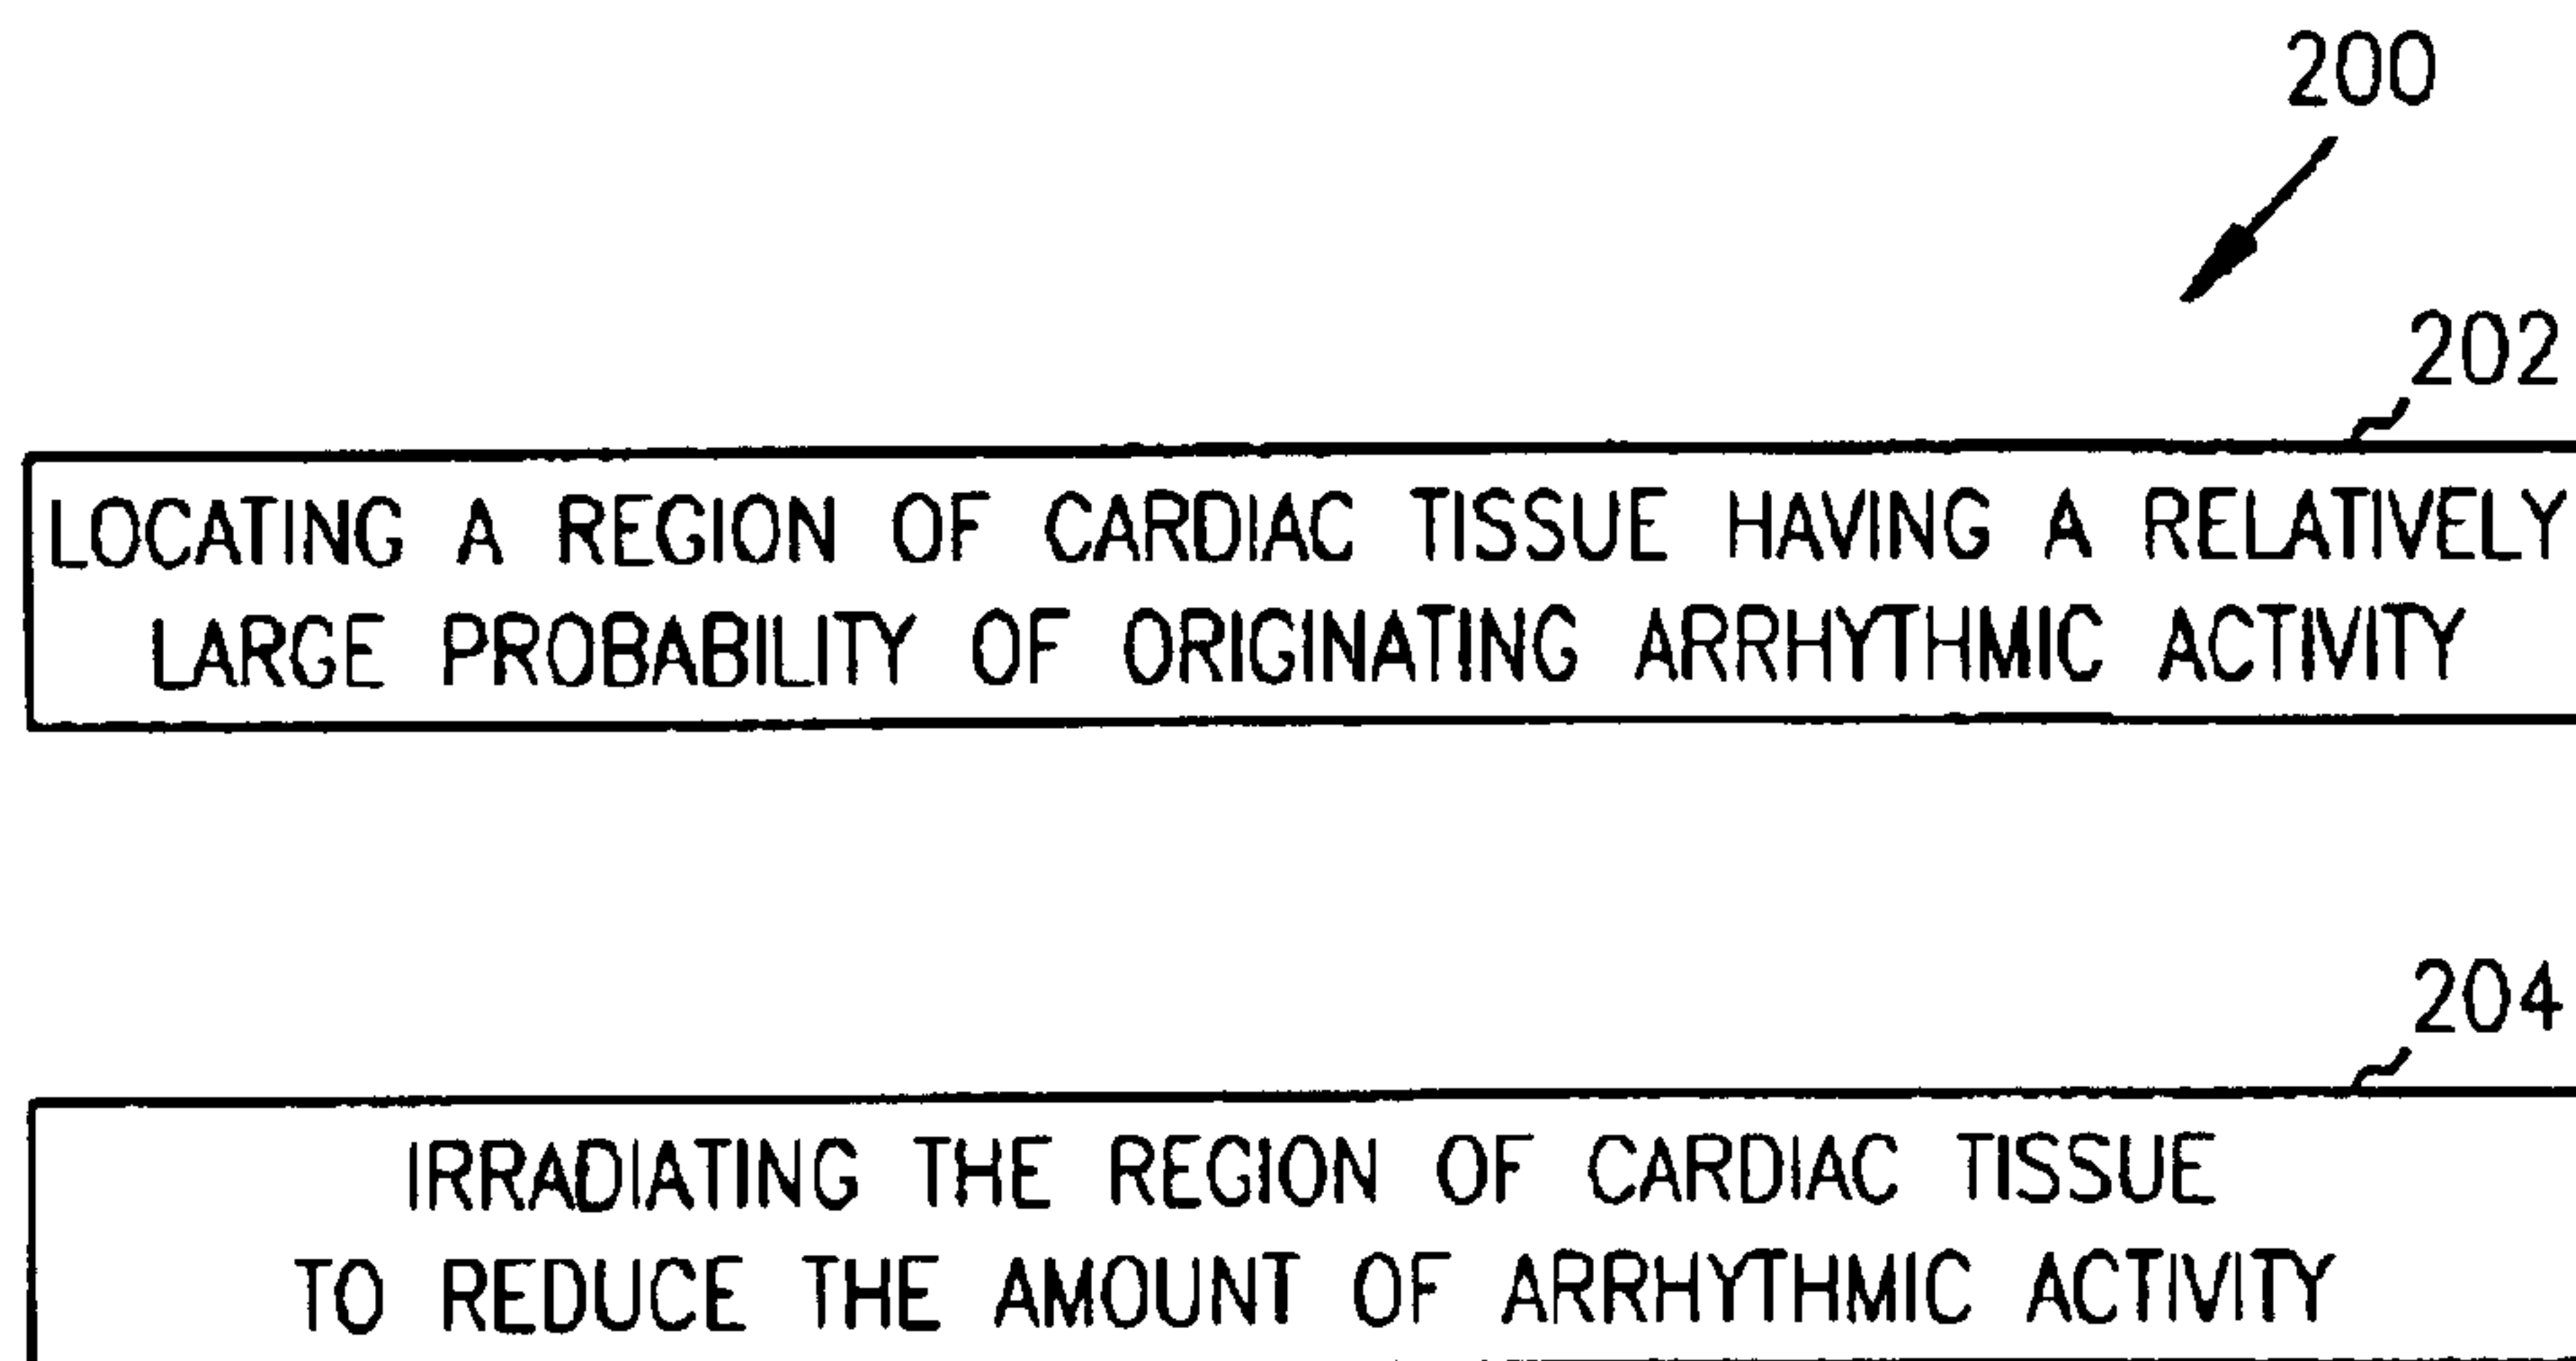 200
202
LOCATING A REGION OF CARDIAC TISSUE HAVING A RELATIVELY
LARGE PROBABILITY OF ORIGINATING ARRHYTHMIC ACTIVITY
204
IRRADIATING THE REGION OF CARDIAC TISSUE
TO REDUCE THE AMOUNT OF ARRHYTHMIC ACTIVITY